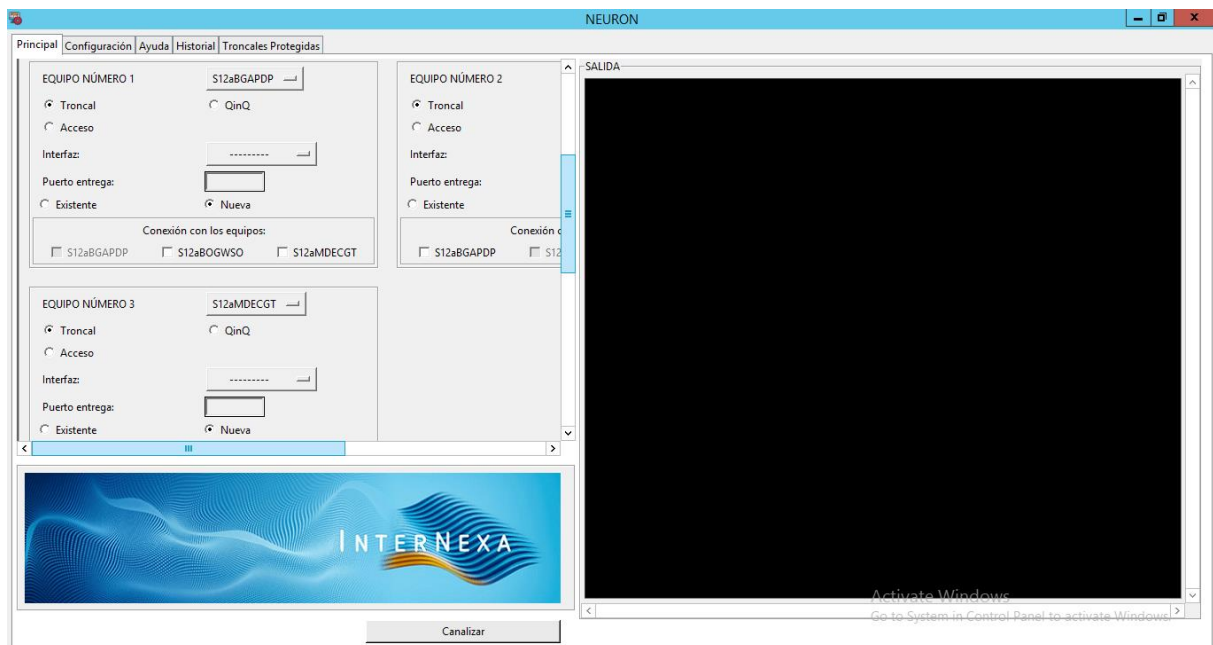 NEURON
Principal Configuración Ayuda Historial Troncales Protegidas
EQUIPO NÚMERO 1 S12aBGAPDP
Troncal QinQ
Acceso
Interfaz: ---------
Puerto entrega:
Existente Nueva
Conexión con los equipos:
S12aBGAPDP S12aBOGWSO S12aMDECGT
EQUIPO NÚMERO 2
Troncal
Acceso
Interfaz:
Puerto entrega:
Existente
Conexión c
S12aBGAPDP S12
EQUIPO NÚMERO 3 S12aMDECGT
Troncal QinQ
Acceso
Interfaz: ---------
Puerto entrega:
Existente Nueva
INTERNEXA
Canalizar
SALIDA
Activate Windows
Go to System in Control Panel to activate Windows.